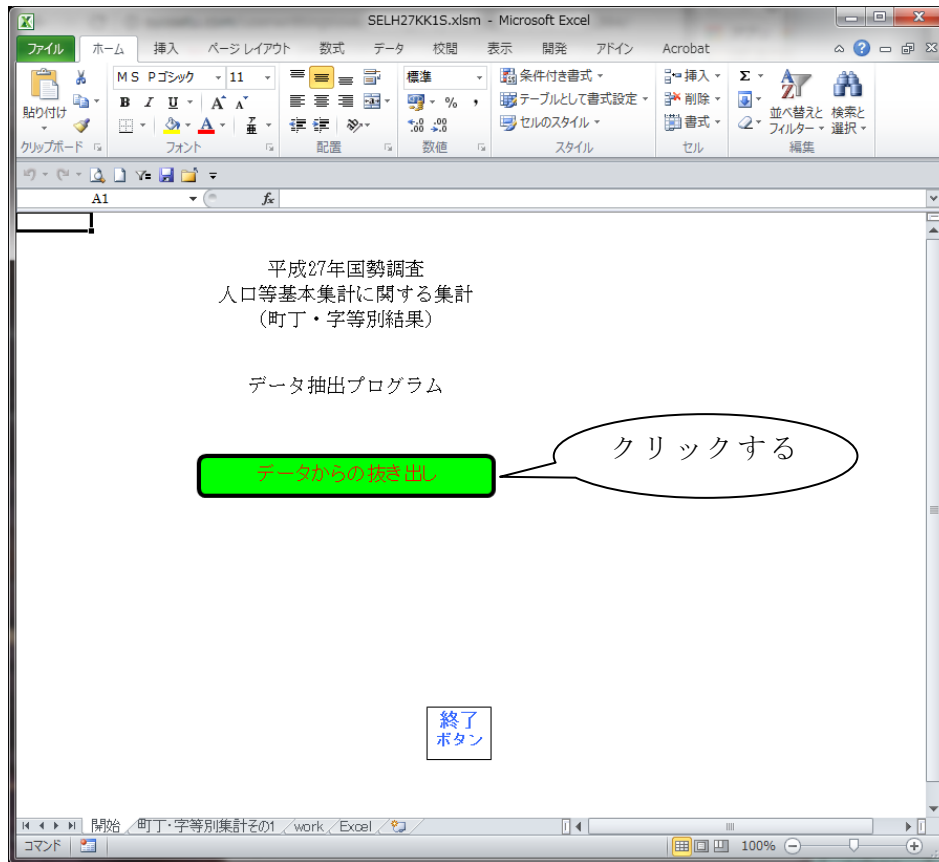 SELH27KK1S.xlsm - Microsoft Excel
ファイル ホーム 挿入 ページ レイアウト 数式 データ 校閲 表示 開発 アドイン Acrobat
貼り付け
クリップボード
ＭＳ Ｐゴシック 11
B I U A A
A
フォント
配置
標準
% ,
数値
条件付き書式
テーブルとして書式設定
セルのスタイル
スタイル
挿入
削除
書式
セル
Σ
並べ替えと
フィルター
検索と
選択
編集
A1 fx
平成27年国勢調査
人口等基本集計に関する集計
（町丁・字等別結果）
データ抽出プログラム
データからの抜き出し
クリックする
終了
ボタン
開始 町丁・字等別集計その1 work Excel
コマンド 100%